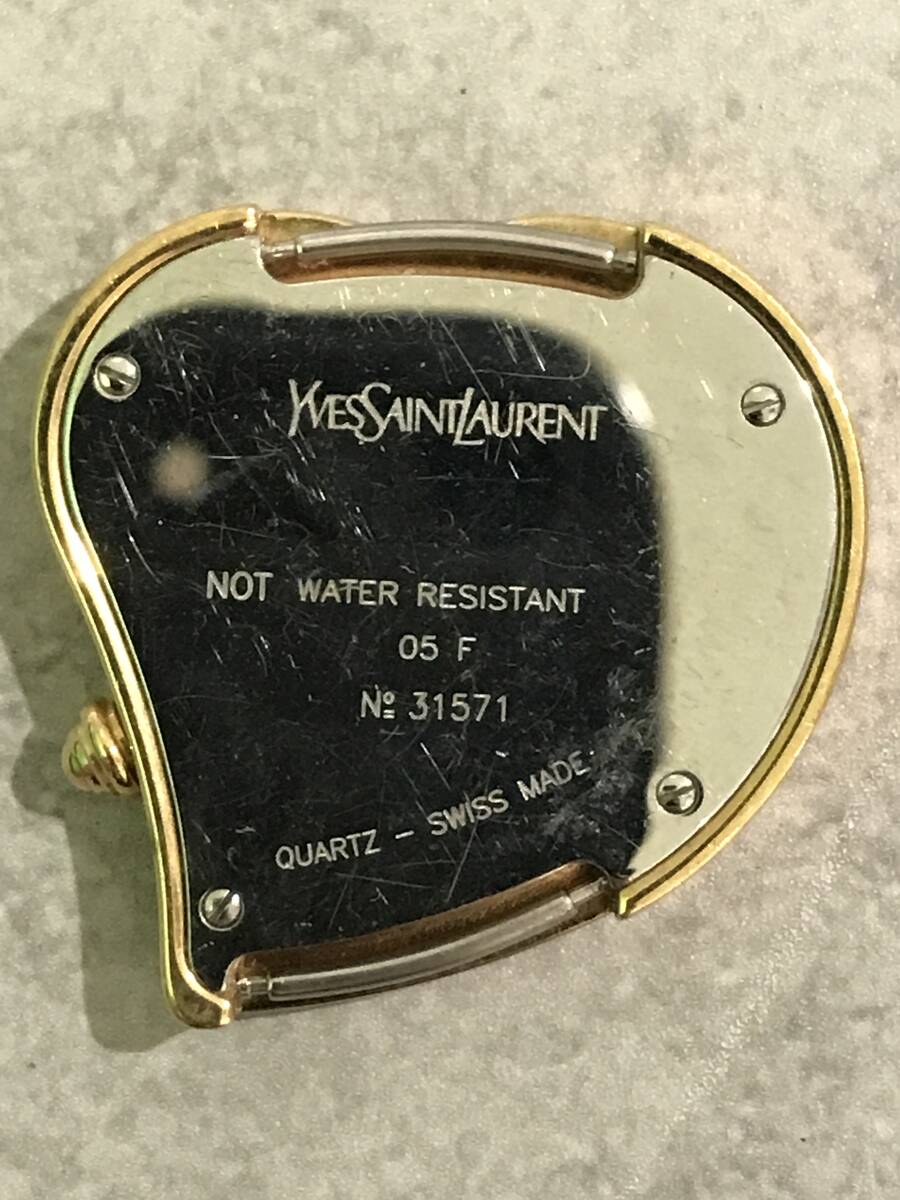 YVESSAINTLAURENT
NOT WATER RESISTANT
05 F
Nº 31571
QUARTZ – SWISS MADE